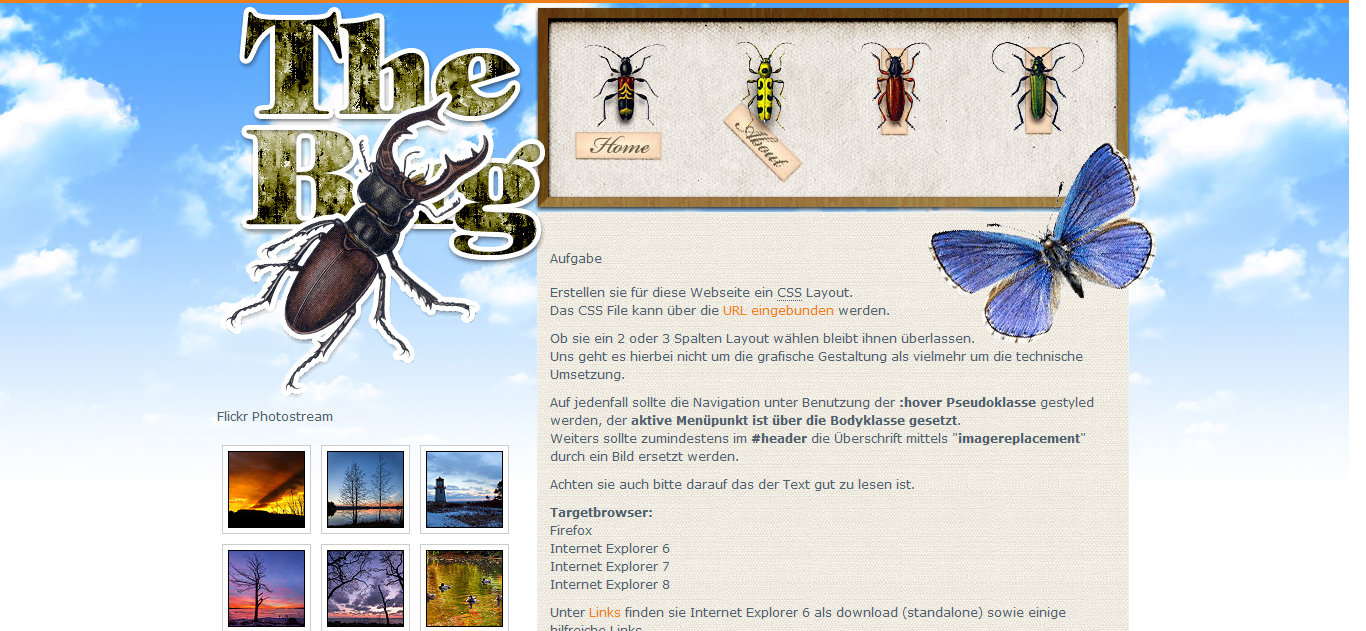 The
Bug
Home
About
Aufgabe
Erstellen sie für diese Webseite ein CSS Layout.
Das CSS File kann über die URL eingebunden werden.
Ob sie ein 2 oder 3 Spalten Layout wählen bleibt ihnen überlassen.
Uns geht es hierbei nicht um die grafische Gestaltung als vielmehr um die technische
Umsetzung.
Auf jedenfall sollte die Navigation unter Benutzung der :hover Pseudoklasse gestyled
werden, der aktive Menüpunkt ist über die Bodyklasse gesetzt.
Weiters sollte zumindestens im #header die Überschrift mittels "imagereplacement"
durch ein Bild ersetzt werden.
Achten sie auch bitte darauf das der Text gut zu lesen ist.
Targetbrowser:
Firefox
Internet Explorer 6
Internet Explorer 7
Internet Explorer 8
Unter Links finden sie Internet Explorer 6 als download (standalone) sowie einige
hilfreiche Links
Flickr Photostream